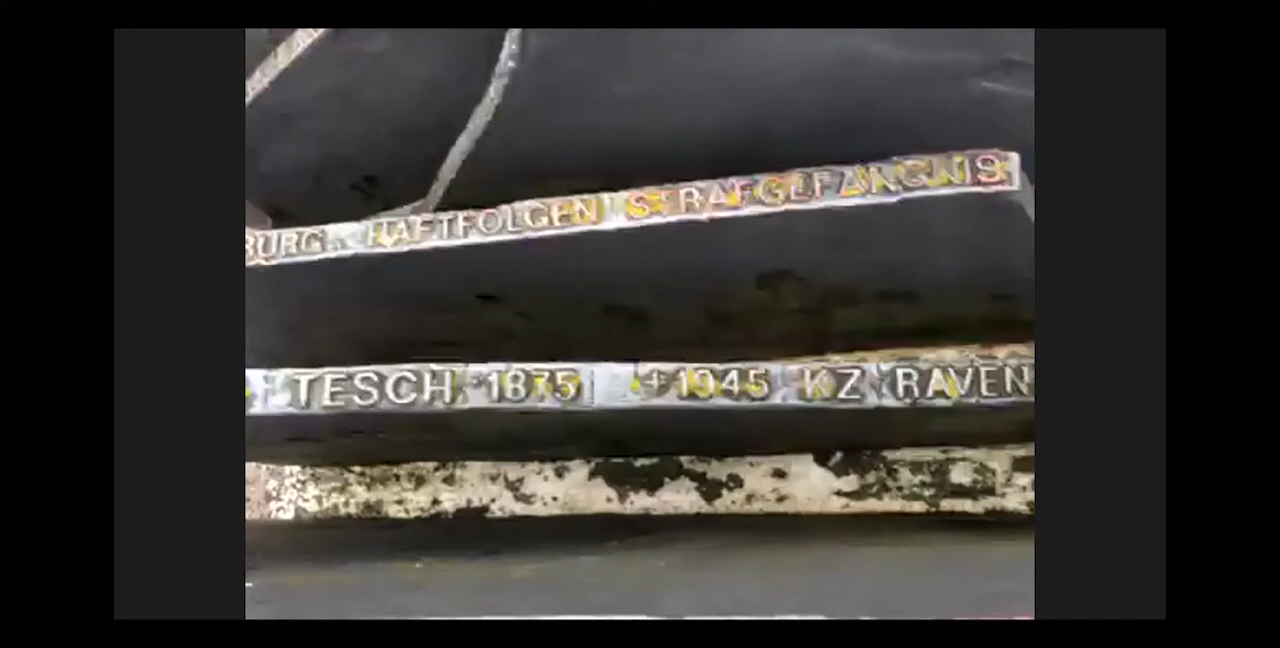 BURG. HAFTFOLGEN STRAFGEFÄNGNIS
TESCH *1875 +1945 KZ RAVEN